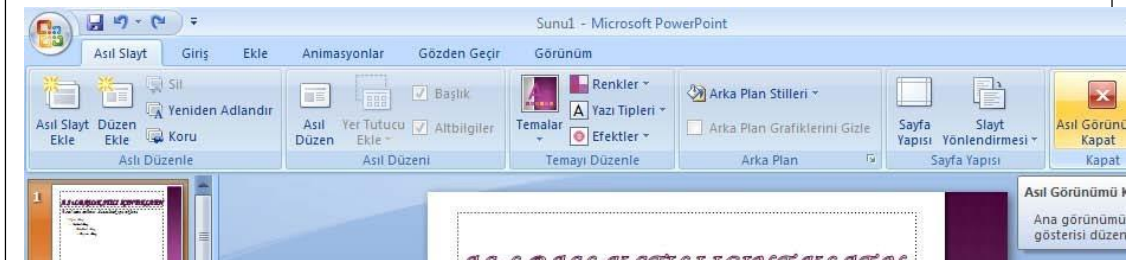 Sunu1 - Microsoft PowerPoint
Asıl Slayt Giriş Ekle Animasyonlar Gözden Geçir Görünüm
Asıl Slayt Ekle
Düzen Ekle
Sil
Yeniden Adlandır
Koru
Aslı Düzenle
Asıl Düzen
Yer Tutucu Ekle
Başlık
Altbilgiler
Asıl Düzeni
Temalar
Renkler
A Yazı Tipleri
Efektler
Temayı Düzenle
Arka Plan Stilleri
Arka Plan Grafiklerini Gizle
Arka Plan
Sayfa Yapısı
Slayt Yönlendirmesi
Sayfa Yapısı
Asıl Görünü
Kapat
Kapat
1
Asıl Görünümü K
Ana görünümü
gösterisi düzen